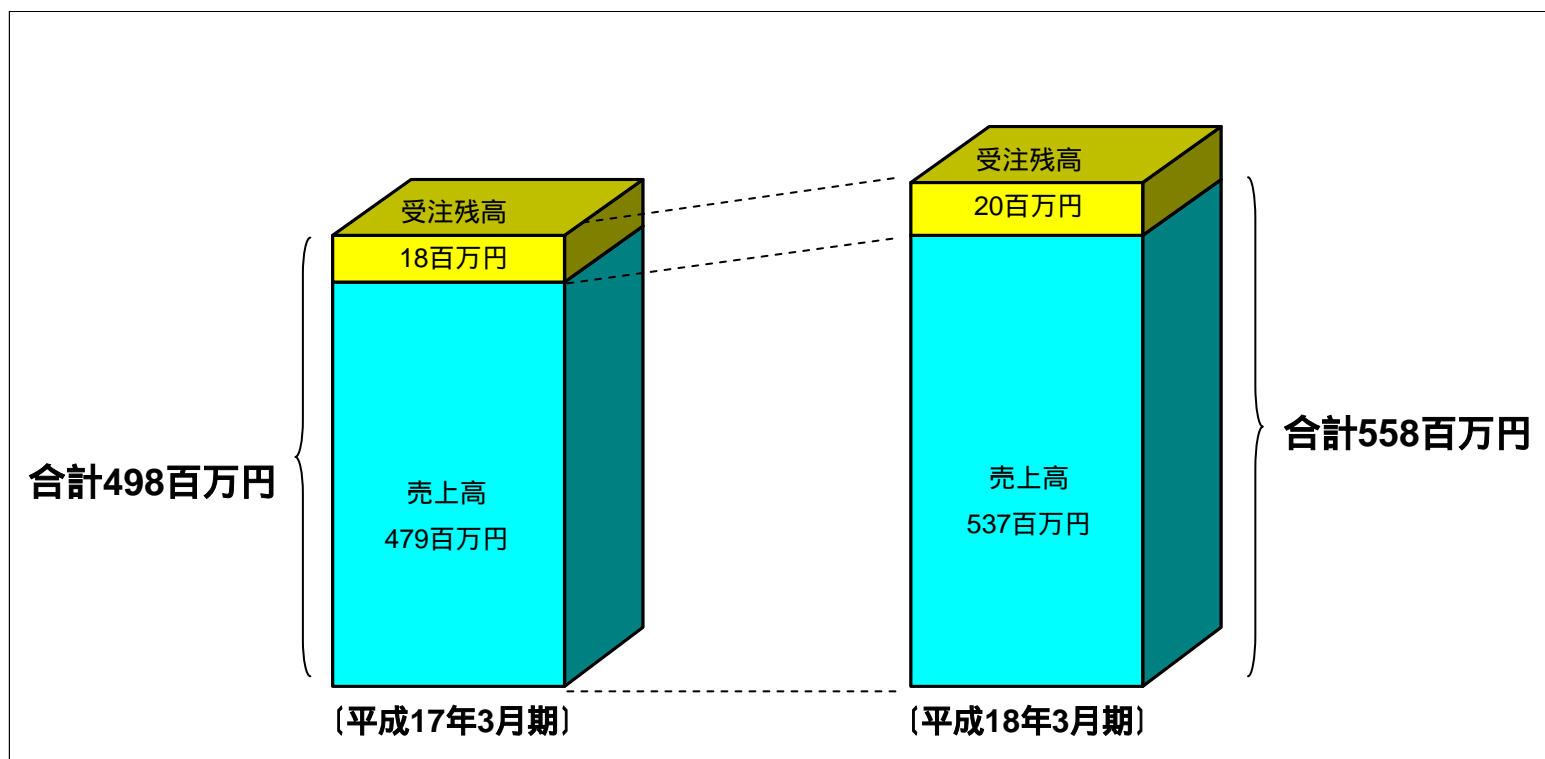 受注残高
18百万円
売上高
479百万円
合計498百万円
〔平成17年3月期〕
受注残高
20百万円
売上高
537百万円
合計558百万円
〔平成18年3月期〕